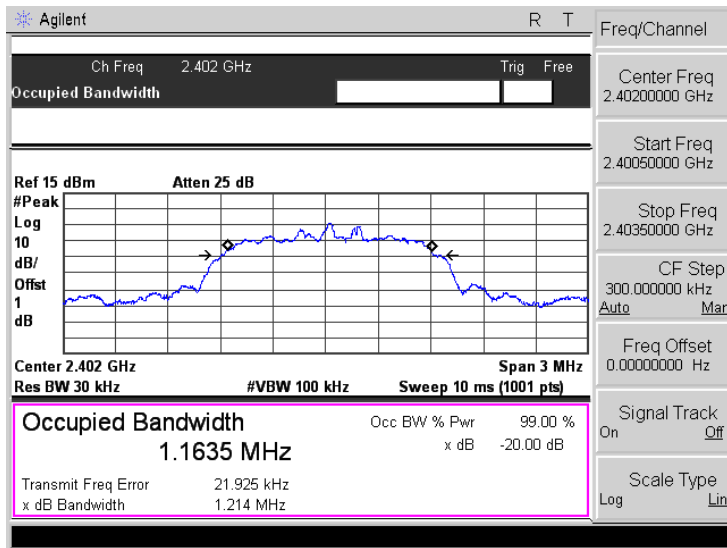 Agilent
R T
Ch Freq 2.402 GHz Trig Free
Occupied Bandwidth
Ref 15 dBm Atten 25 dB
#Peak
Log
10
dB/
Offst
1
dB
Center 2.402 GHz Span 3 MHz
Res BW 30 kHz #VBW 100 kHz Sweep 10 ms (1001 pts)
Occupied Bandwidth
1.1635 MHz
Occ BW % Pwr 99.00 %
x dB -20.00 dB
Transmit Freq Error 21.925 kHz
x dB Bandwidth 1.214 MHz
Freq/Channel
Center Freq
2.40200000 GHz
Start Freq
2.40050000 GHz
Stop Freq
2.40350000 GHz
CF Step
300.000000 kHz
Auto Man
Freq Offset
0.00000000 Hz
Signal Track
On Off
Scale Type
Log Lin